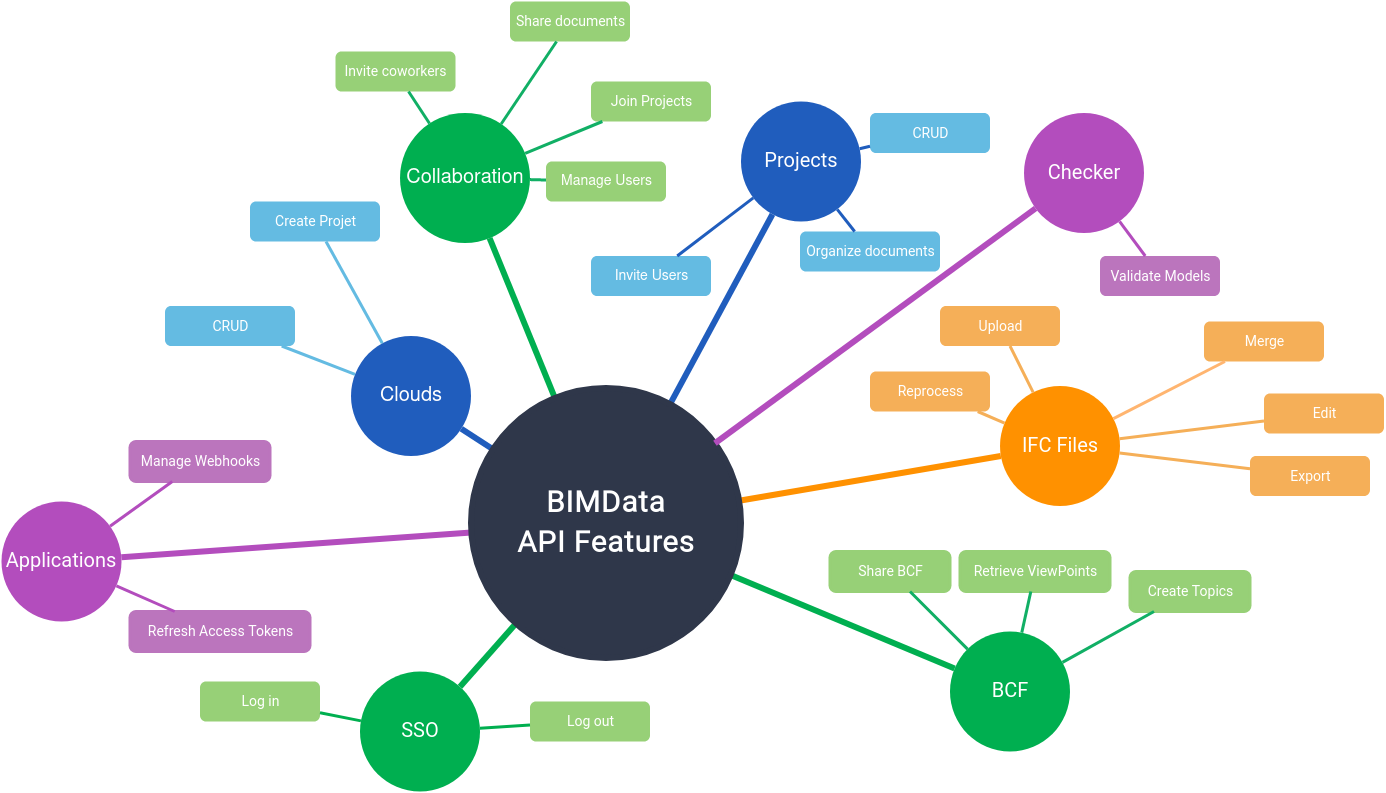 Share documents
Invite coworkers
Join Projects
Collaboration
Manage Users
Projects
CRUD
Organize documents
Invite Users
Checker
Validate Models
Create Projet
CRUD
Clouds
Upload
Merge
Reprocess
Edit
IFC Files
Export
BIMData
API Features
Manage Webhooks
Applications
Refresh Access Tokens
Share BCF
Retrieve ViewPoints
Create Topics
BCF
Log in
SSO
Log out